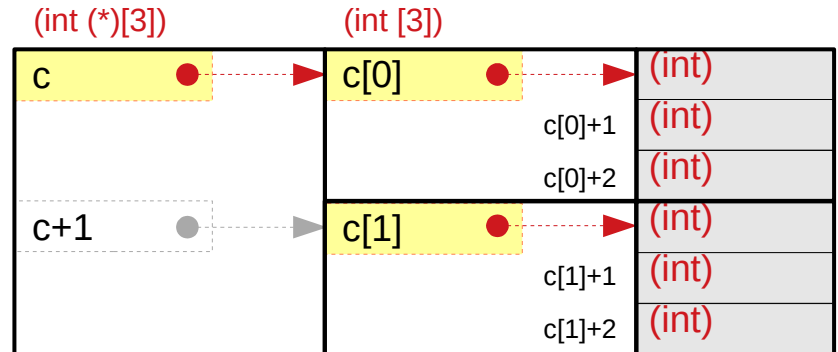 (int (*)[3]) (int [3])
c c[0] (int)
c[0]+1 (int)
c[0]+2 (int)
c+1 c[1] (int)
c[1]+1 (int)
c[1]+2 (int)